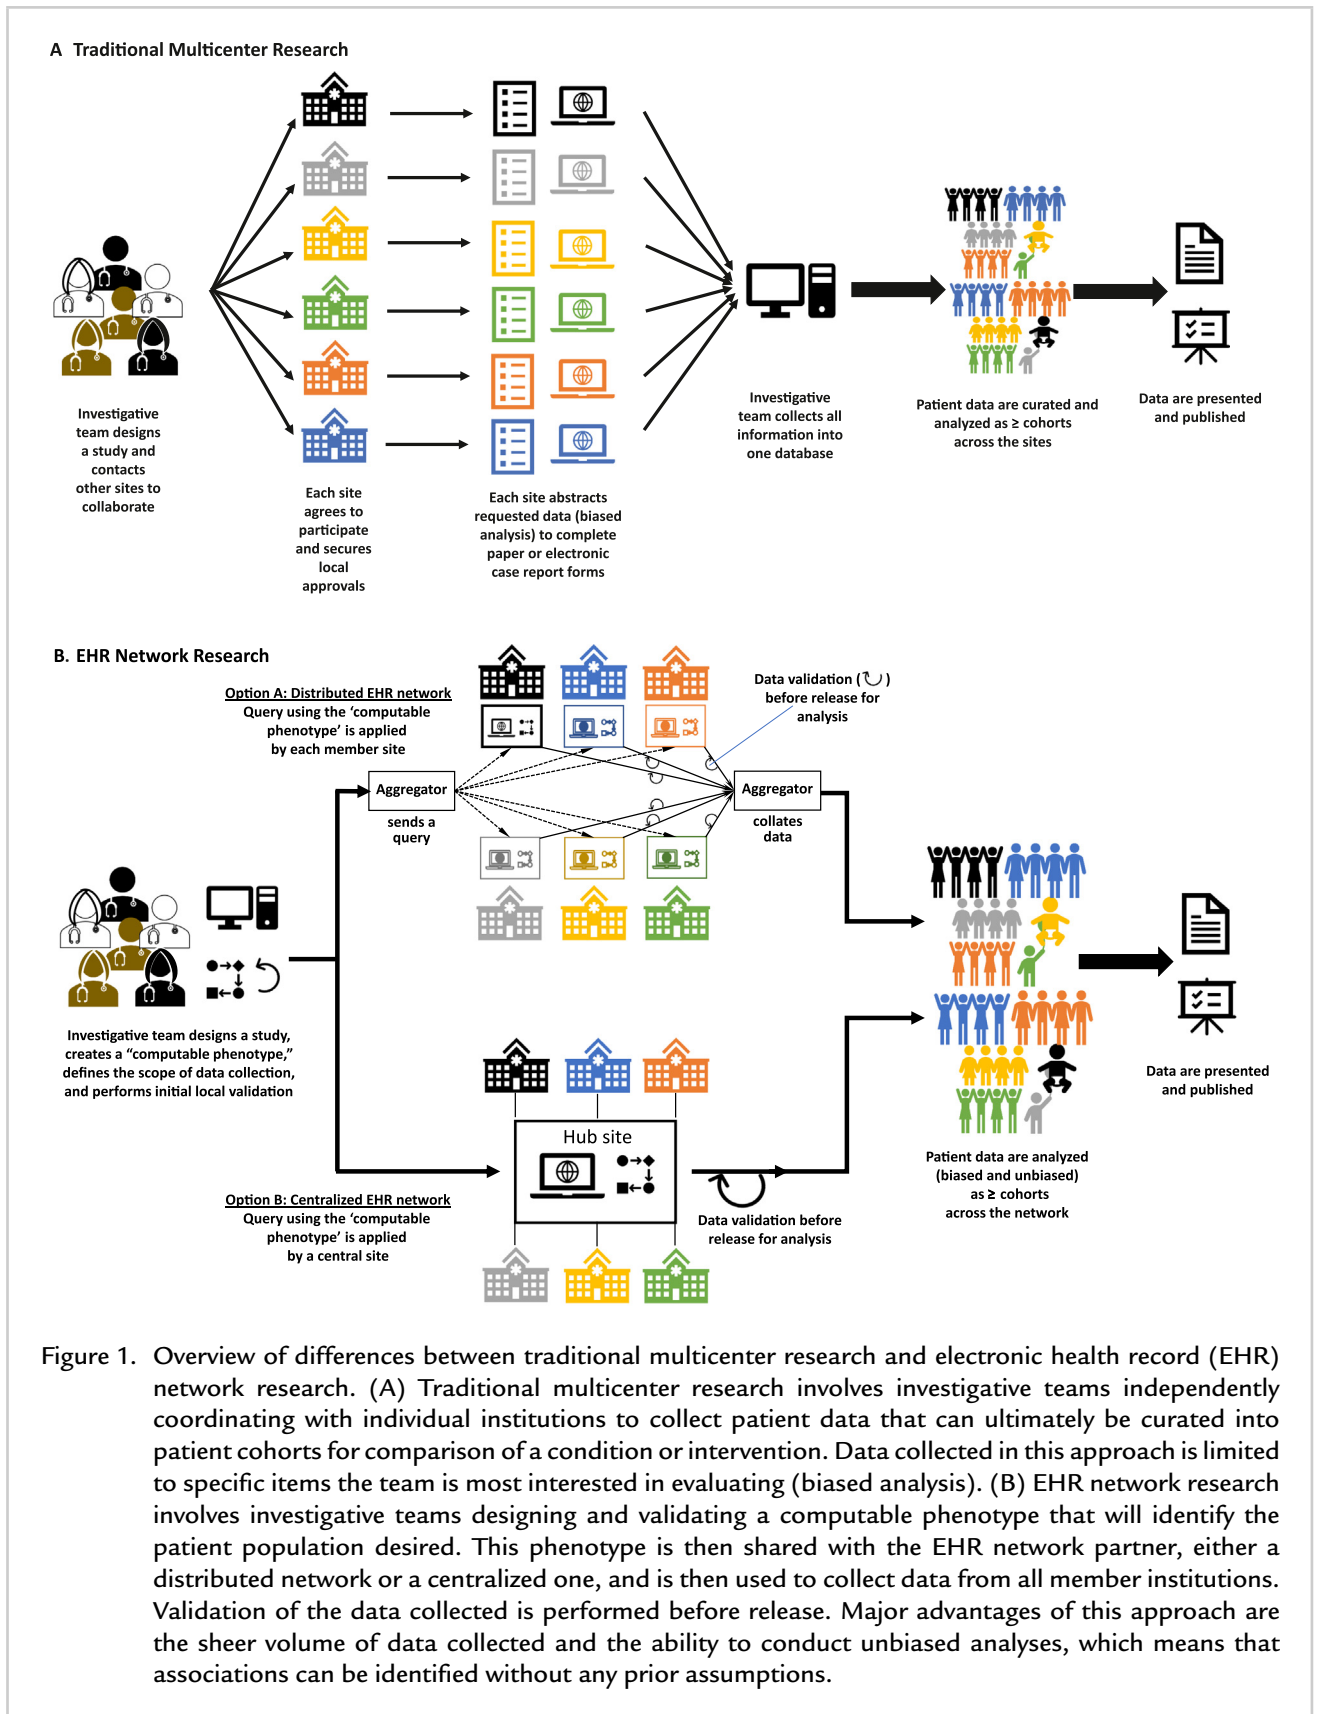 A Traditional Multicenter Research
Investigative
team designs
a study and
contacts
other sites to
collaborate
Each site
agrees to
participate
and secures
local
approvals
Each site abstracts
requested data (biased
analysis) to complete
paper or electronic
case report forms
Investigative
team collects all
information into
one database
Patient data are curated and
analyzed as ≥ cohorts
across the sites
Data are presented
and published
B. EHR Network Research
Option A: Distributed EHR network
Query using the ‘computable
phenotype’ is applied
by each member site
Data validation ( )
before release for
analysis
Aggregator
sends a
query
Aggregator
collates
data
Investigative team designs a study,
creates a “computable phenotype,”
defines the scope of data collection,
and performs initial local validation
Hub site
Option B: Centralized EHR network
Query using the ‘computable
phenotype’ is applied
by a central site
Data validation before
release for analysis
Patient data are analyzed
(biased and unbiased)
as ≥ cohorts
across the network
Data are presented
and published
Figure 1. Overview of differences between traditional multicenter research and electronic health record (EHR)
network research. (A) Traditional multicenter research involves investigative teams independently
coordinating with individual institutions to collect patient data that can ultimately be curated into
patient cohorts for comparison of a condition or intervention. Data collected in this approach is limited
to specific items the team is most interested in evaluating (biased analysis). (B) EHR network research
involves investigative teams designing and validating a computable phenotype that will identify the
patient population desired. This phenotype is then shared with the EHR network partner, either a
distributed network or a centralized one, and is then used to collect data from all member institutions.
Validation of the data collected is performed before release. Major advantages of this approach are
the sheer volume of data collected and the ability to conduct unbiased analyses, which means that
associations can be identified without any prior assumptions.